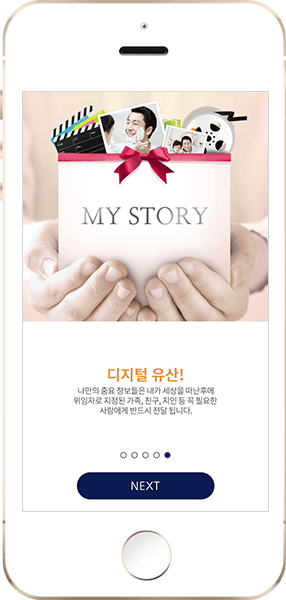 MY STORY
디지털 유산!
나만의 중요 정보들은 내가 세상을 떠난후에
위임자로 지정된 가족, 친구, 지인 등 꼭 필요한
사람에게 반드시 전달 됩니다.
NEXT